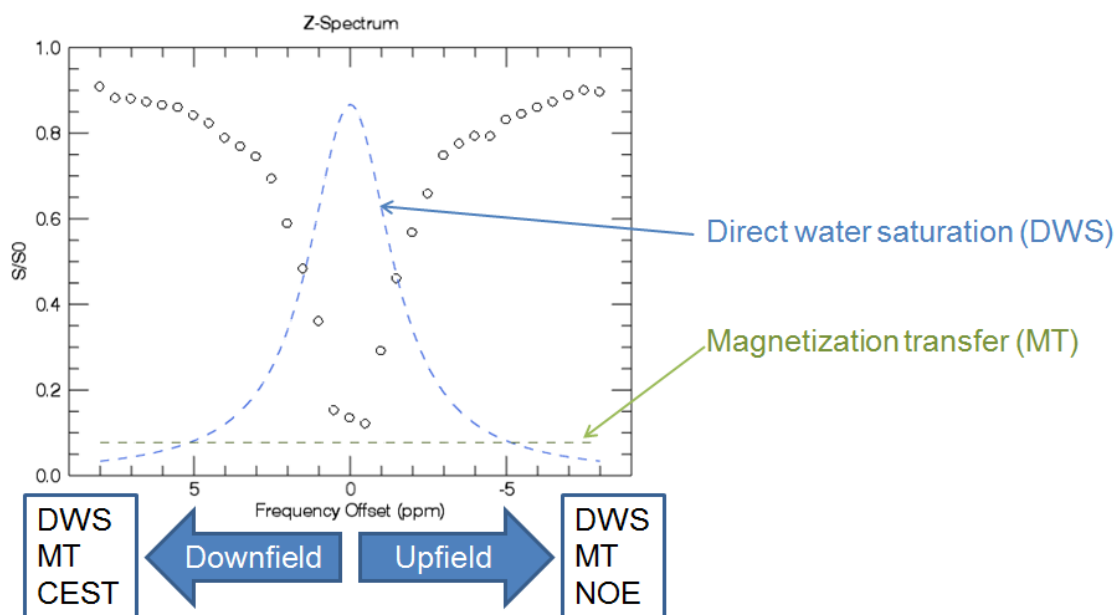 Z-Spectrum
1.0
0.8
0.6
0.4
0.2
0.0
S/S0
5
0
-5
Frequency Offset (ppm)
Direct water saturation (DWS)
Magnetization transfer (MT)
DWS
MT
CEST
Downfield
Upfield
DWS
MT
NOE